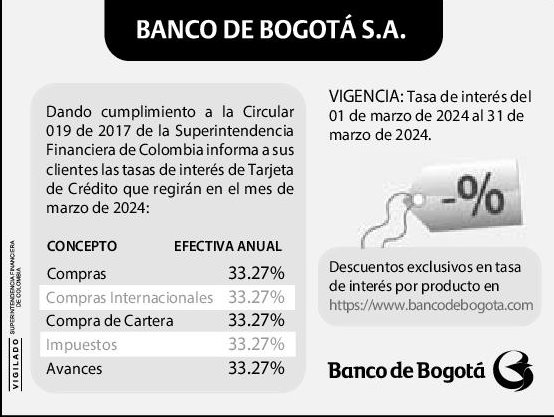 BANCO DE BOGOTÁ S.A.
Dando cumplimiento a la Circular
019 de 2017 de la Superintendencia
Financiera de Colombia informa a sus
clientes las tasas de interés de Tarjeta
de Crédito que regirán en el mes de
marzo de 2024:
CONCEPTO EFECTIVA ANUAL
Compras 33.27%
Compras Internacionales 33.27%
Compra de Cartera 33.27%
Impuestos 33.27%
Avances 33.27%
VIGENCIA: Tasa de interés del
01 de marzo de 2024 al 31 de
marzo de 2024.
-%
Descuentos exclusivos en tasa
de interés por producto en
https://www.bancodebogota.com
Banco de Bogotá
VIGILADO SUPERINTENDENCIA FINANCIERA
DE COLOMBIA